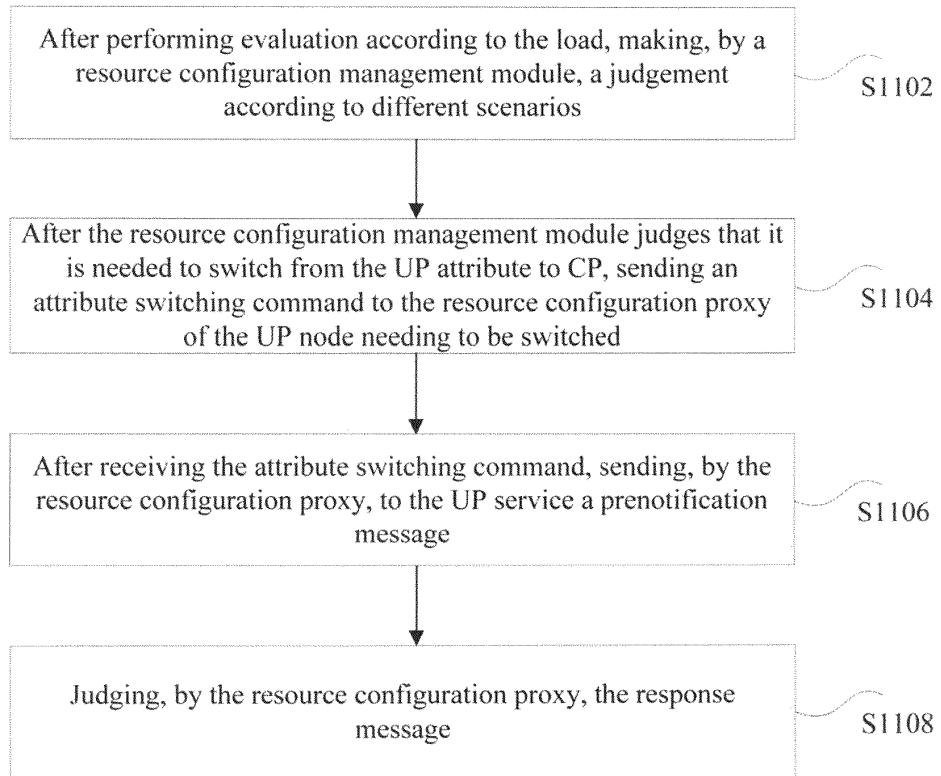 After performing evaluation according to the load, making, by a
resource configuration management module, a judgement
according to different scenarios
S1102
After the resource configuration management module judges that it
is needed to switch from the UP attribute to CP, sending an
attribute switching command to the resource configuration proxy
of the UP node needing to be switched
S1104
After receiving the attribute switching command, sending, by the
resource configuration proxy, to the UP service a prenotification
message
S1106
Judging, by the resource configuration proxy, the response
message
S1108